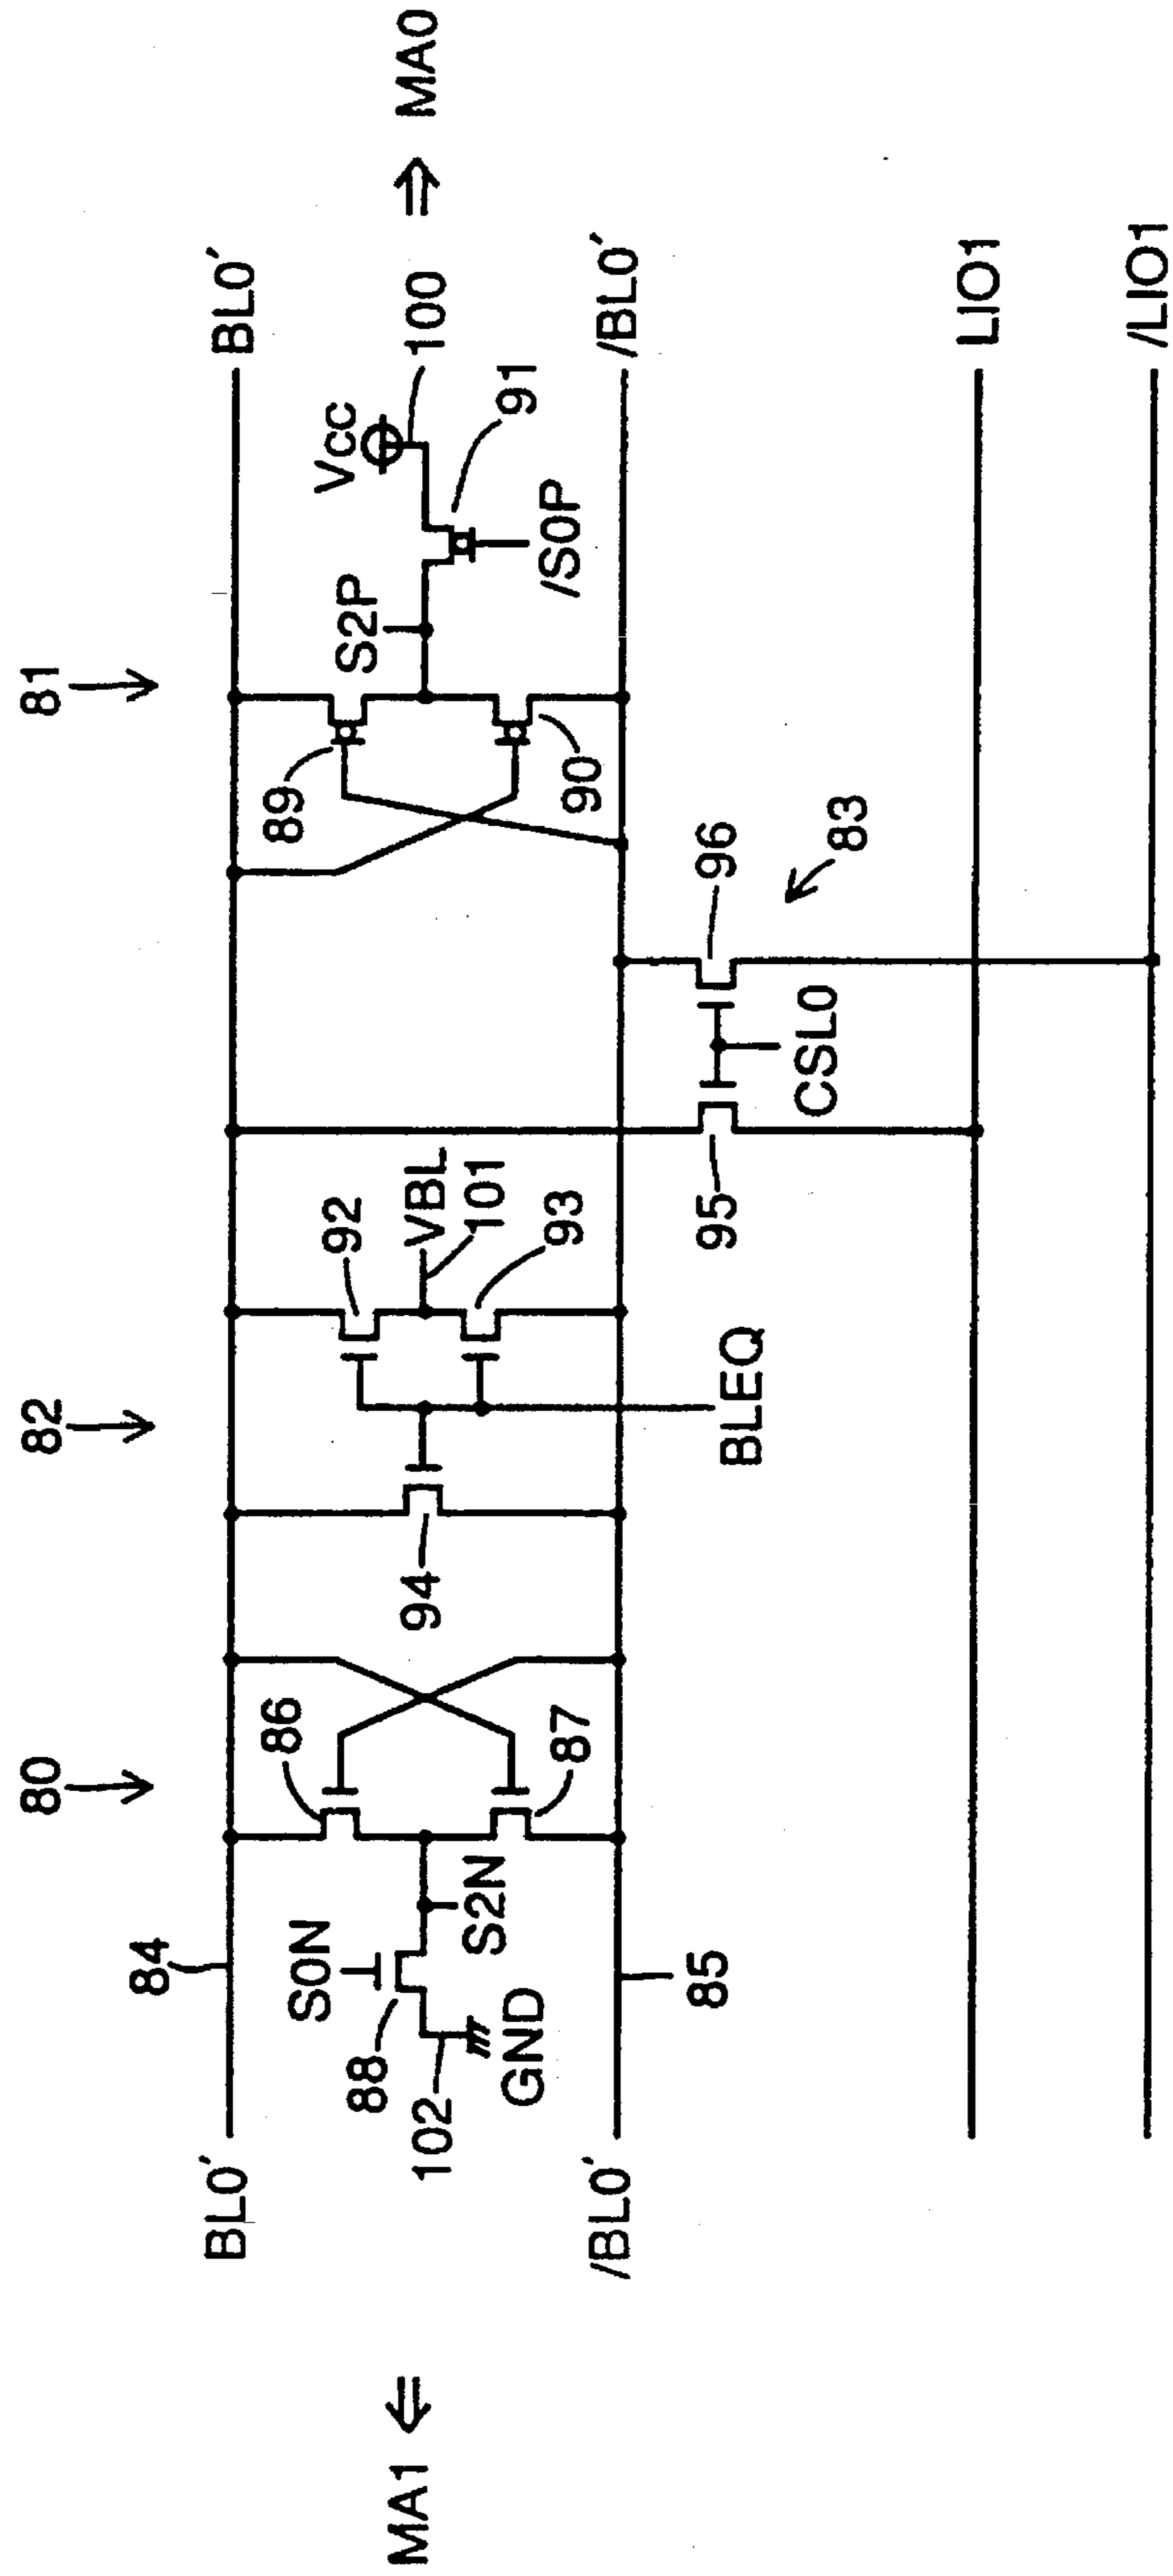 80
82
81
84
BL0′
BL0′
S0N
86
92
89
S2P
Vcc
88
94
VBL
100
MA1 ⇐
⇒ MA0
102
GND
S2N
87
101
93
90
91
/S0P
/BL0′
/BL0′
85
BLEQ
95
96
CSL0
83
LIO1
/LIO1